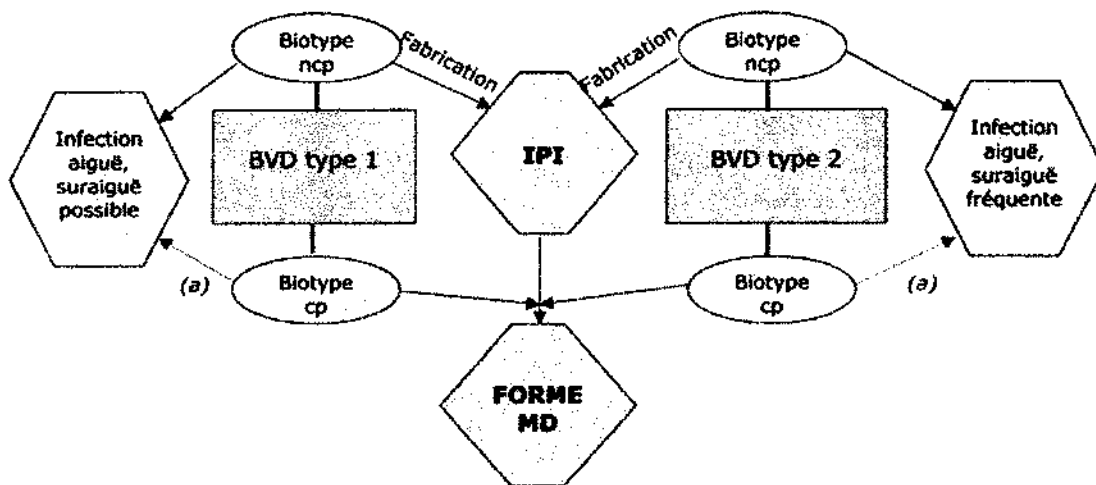 Biotype
ncp
Fabrication
Fabrication
Biotype
ncp
Infection
aiguë,
suraiguë
possible
BVD type 1
IPI
BVD type 2
Infection
aiguë,
suraiguë
fréquente
(a)
Biotype
cp
Biotype
cp
(a)
FORME
MD